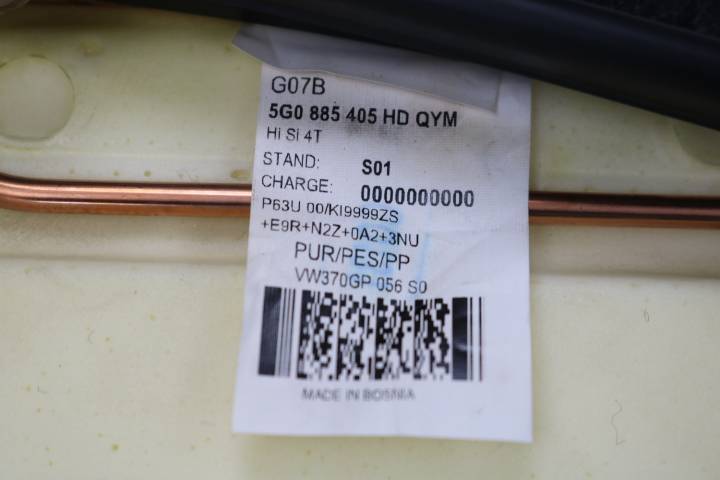 G07B
5G0 885 405 HD QYM
Hi Si 4T
STAND: S01
CHARGE: 0000000000
P63U 00/KI9999ZS
+E9R+N2Z+0A2+3NU
PUR/PES/PP
VW370GP 056 S0
MADE IN BOSNIA